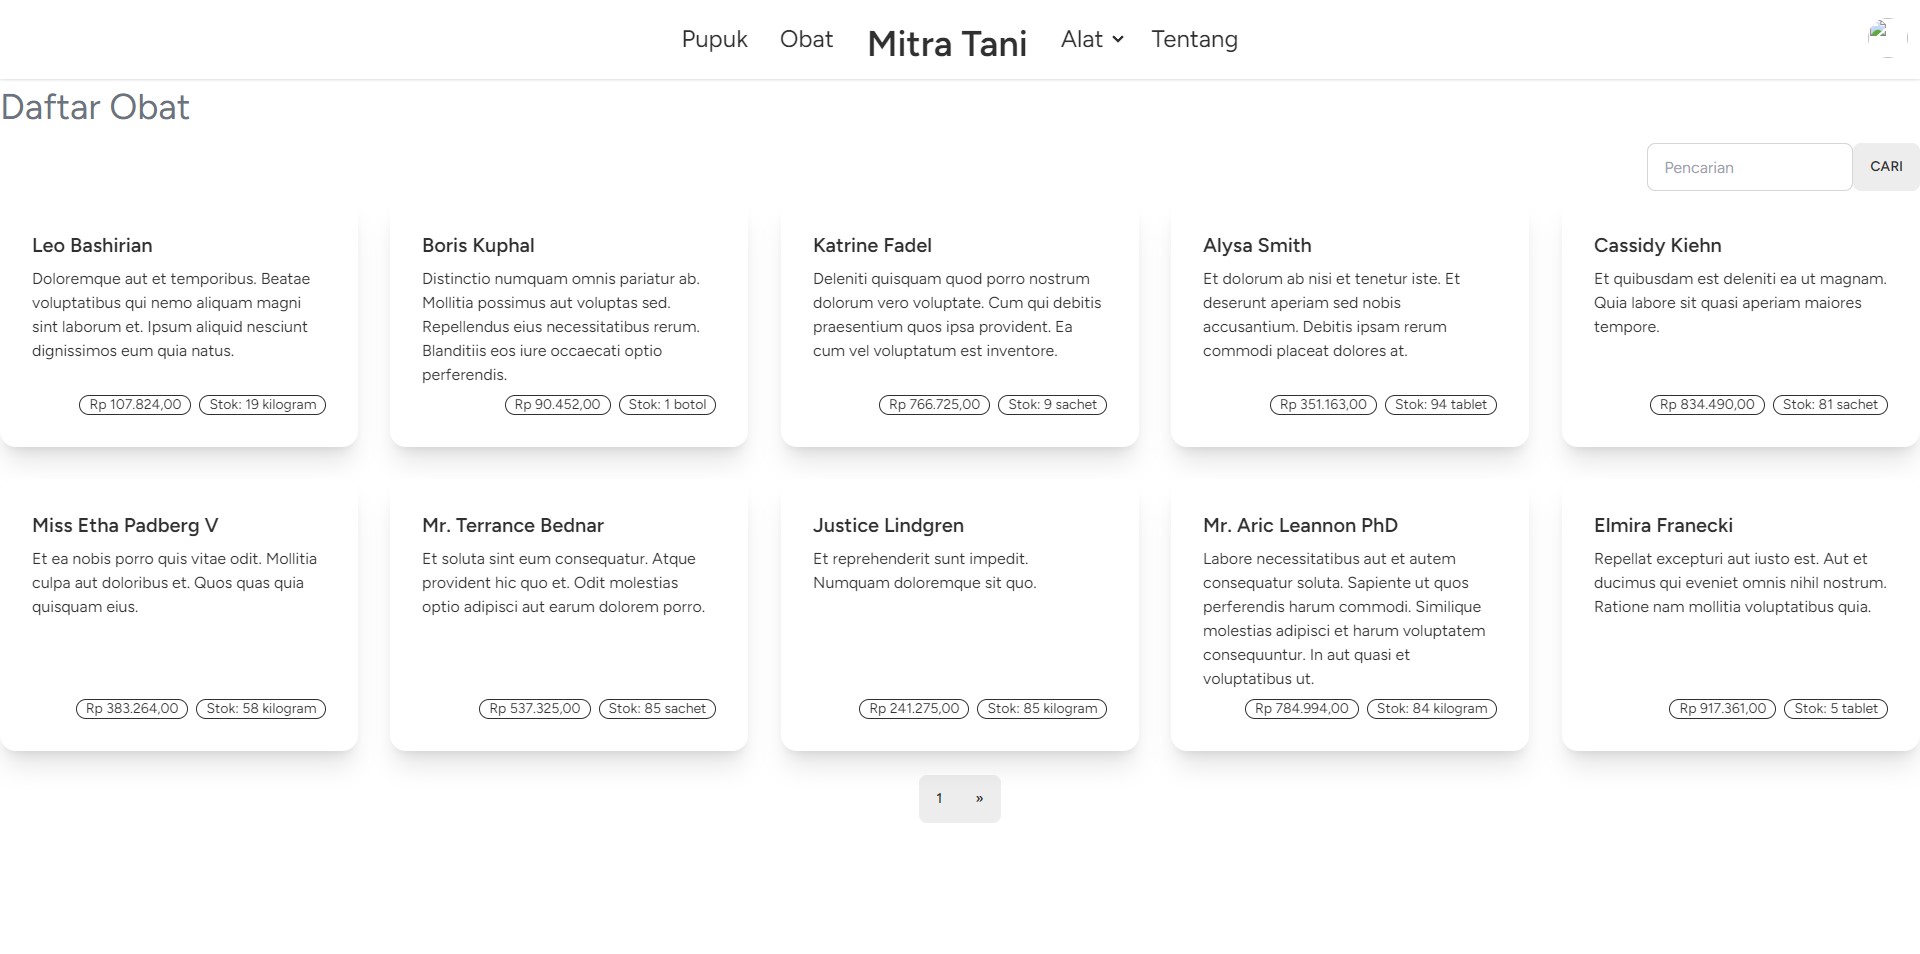 Pupuk Obat Mitra Tani Alat Tentang
Daftar Obat
Pencarian CARI
Leo Bashirian
Doloremque aut et temporibus. Beatae
voluptatibus qui nemo aliquam magni
sint laborum et. Ipsum aliquid nesciunt
dignissimos eum quia natus.
Rp 107.824,00 Stok: 19 kilogram
Boris Kuphal
Distinctio numquam omnis pariatur ab.
Mollitia possimus aut voluptas sed.
Repellendus eius necessitatibus rerum.
Blanditiis eos iure occaecati optio
perferendis.
Rp 90.452,00 Stok: 1 botol
Katrine Fadel
Deleniti quisquam quod porro nostrum
dolorum vero voluptate. Cum qui debitis
praesentium quos ipsa provident. Ea
cum vel voluptatum est inventore.
Rp 766.725,00 Stok: 9 sachet
Alysa Smith
Et dolorum ab nisi et tenetur iste. Et
deserunt aperiam sed nobis
accusantium. Debitis ipsam rerum
commodi placeat dolores at.
Rp 351.163,00 Stok: 94 tablet
Cassidy Kiehn
Et quibusdam est deleniti ea ut magnam.
Quia labore sit quasi aperiam maiores
tempore.
Rp 834.490,00 Stok: 81 sachet
Miss Etha Padberg V
Et ea nobis porro quis vitae odit. Mollitia
culpa aut doloribus et. Quos quas quia
quisquam eius.
Rp 383.264,00 Stok: 58 kilogram
Mr. Terrance Bednar
Et soluta sint eum consequatur. Atque
provident hic quo et. Odit molestias
optio adipisci aut earum dolorem porro.
Rp 537.325,00 Stok: 85 sachet
Justice Lindgren
Et reprehenderit sunt impedit.
Numquam doloremque sit quo.
Rp 241.275,00 Stok: 85 kilogram
Mr. Aric Leannon PhD
Labore necessitatibus aut et autem
consequatur soluta. Sapiente ut quos
perferendis harum commodi. Similique
molestias adipisci et harum voluptatem
consequuntur. In aut quasi et
voluptatibus ut.
Rp 784.994,00 Stok: 84 kilogram
Elmira Franecki
Repellat excepturi aut iusto est. Aut et
ducimus qui eveniet omnis nihil nostrum.
Ratione nam mollitia voluptatibus quia.
Rp 917.361,00 Stok: 5 tablet
1 »